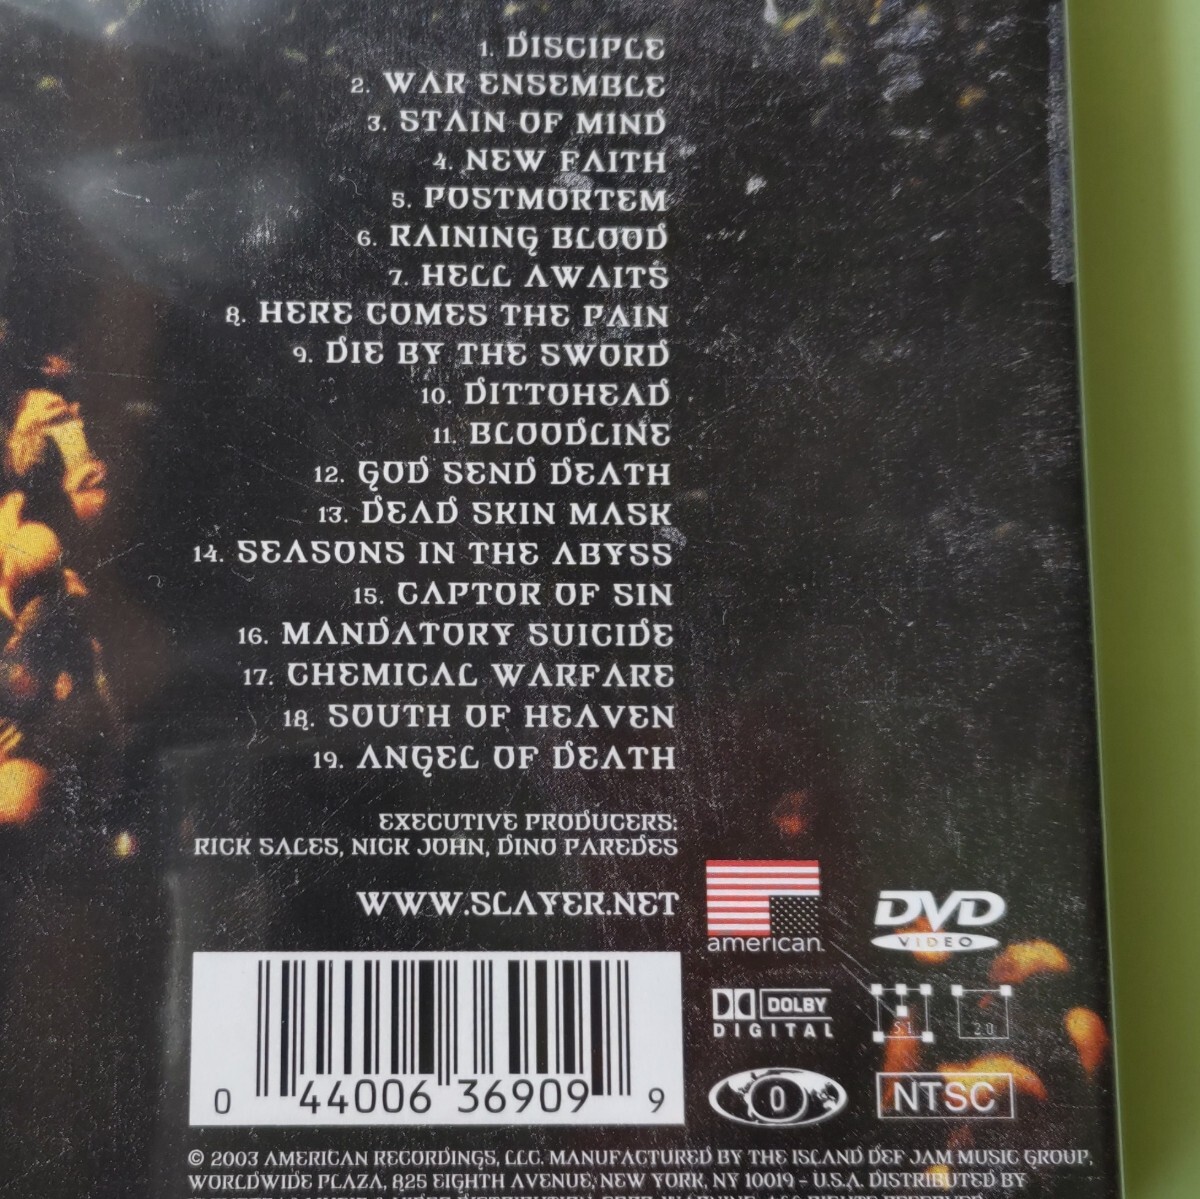 1. DISCIPLE
2. WAR ENSEMBLE
3. STAIN OF MIND
4. NEW FAITH
5. POSTMORTEM
6. RAINING BLOOD
7. HELL AWAITS
8. HERE COMES THE PAIN
9. DIE BY THE SWORD
10. DITTOHEAD
11. BLOODLINE
12. GOD SEND DEATH
13. DEAD SKIN MASK
14. SEASONS IN THE ABYSS
15. CAPTOR OF SIN
16. MANDATORY SUICIDE
17. CHEMICAL WARFARE
18. SOUTH OF HEAVEN
19. ANGEL OF DEATH
EXECUTIVE PRODUCERS:
RICK SALES, NICK JOHN, DINO PAREDES
WWW.SLAYER.NET
american
DVD
VIDEO
DOLBY
DIGITAL
5.1
2.0
0
NTSC
0 44006 36909 9
© 2003 AMERICAN RECORDINGS, LLC. MANUFACTURED BY THE ISLAND DEF JAM MUSIC GROUP,
WORLDWIDE PLAZA, 825 EIGHTH AVENUE, NEW YORK, NY 10019 - U.S.A. DISTRIBUTED BY